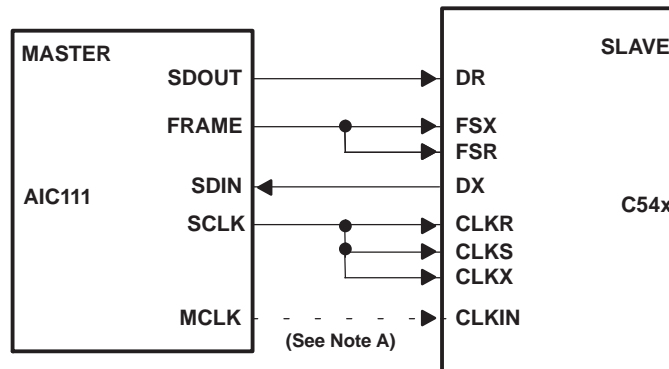 MASTER
SLAVE
SDOUT
DR
FRAME
FSX
FSR
SDIN
DX
AIC111
C54x
SCLK
CLKR
CLKS
CLKX
MCLK
CLKIN
(See Note A)